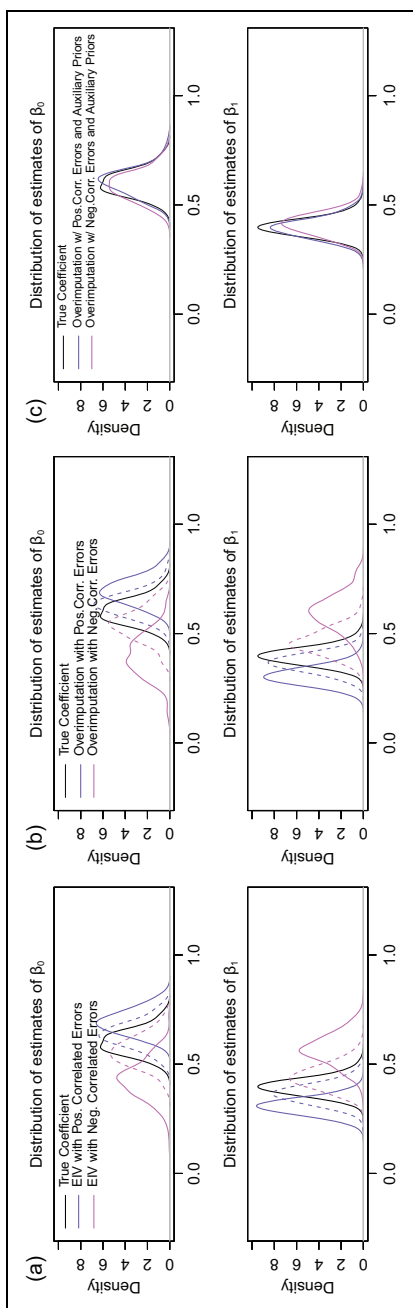 (a)
Distribution of estimates of β0
Density
0 2 4 6 8
True Coefficient
EIV with Pos. Correlated Errors
EIV with Neg. Correlated Errors
0.0 0.5 1.0
Distribution of estimates of β1
Density
0 2 4 6 8
0.0 0.5 1.0
(b)
Distribution of estimates of β0
Density
0 2 4 6 8
True Coefficient
Overimputation with Pos.Corr. Errors
Overimputation with Neg.Corr. Errors
0.0 0.5 1.0
Distribution of estimates of β1
Density
0 2 4 6 8
0.0 0.5 1.0
(c)
Distribution of estimates of β0
Density
0 2 4 6 8
True Coefficient
Overimputation w/ Pos.Corr. Errors and Auxiliary Priors
Overimputation w/ Neg.Corr. Errors and Auxiliary Priors
0.0 0.5 1.0
Distribution of estimates of β1
Density
0 2 4 6 8
0.0 0.5 1.0